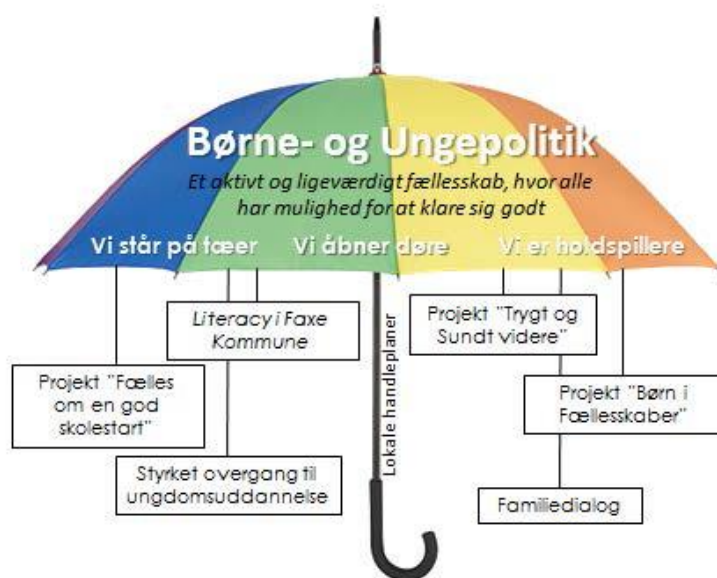 Børne- og Ungepolitik
Et aktivt og ligeværdigt fællesskab, hvor alle
har mulighed for at klare sig godt
Vi står på tæer
Vi åbner døre
Vi er holdspillere
Literacy i Faxe
Kommune
Projekt "Trygt og
Sundt videre"
Projekt "Fælles
om en god
skolestart"
Lokale handleplaner
Projekt "Børn i
Fællesskaber"
Styrket overgang til
ungdomsuddannelse
Familiedialog